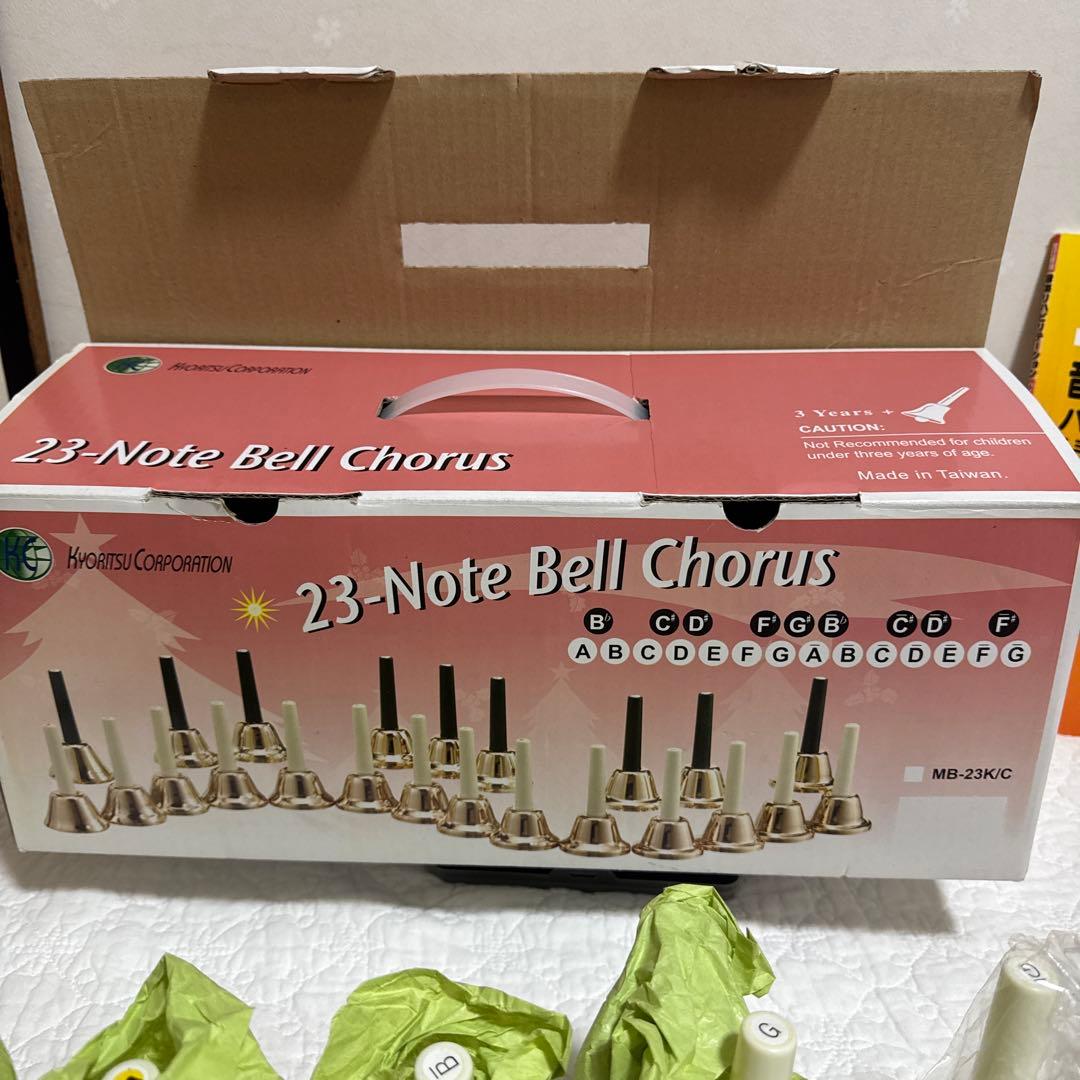 KYORITSU CORPORATION
3 Years +
CAUTION:
Not Recommended for children
under three years of age.
Made in Taiwan.
23-Note Bell Chorus
KC KYORITSU CORPORATION
23-Note Bell Chorus
B♭ C♯ D♯ F♯ G♯ B̅♭ C̅♯ D̅♯ F̅♯
A B C D E F G A̅ B̅ C̅ D̅ E̅ F̅ G̅
MB-23K/C
B̅
G
G̅